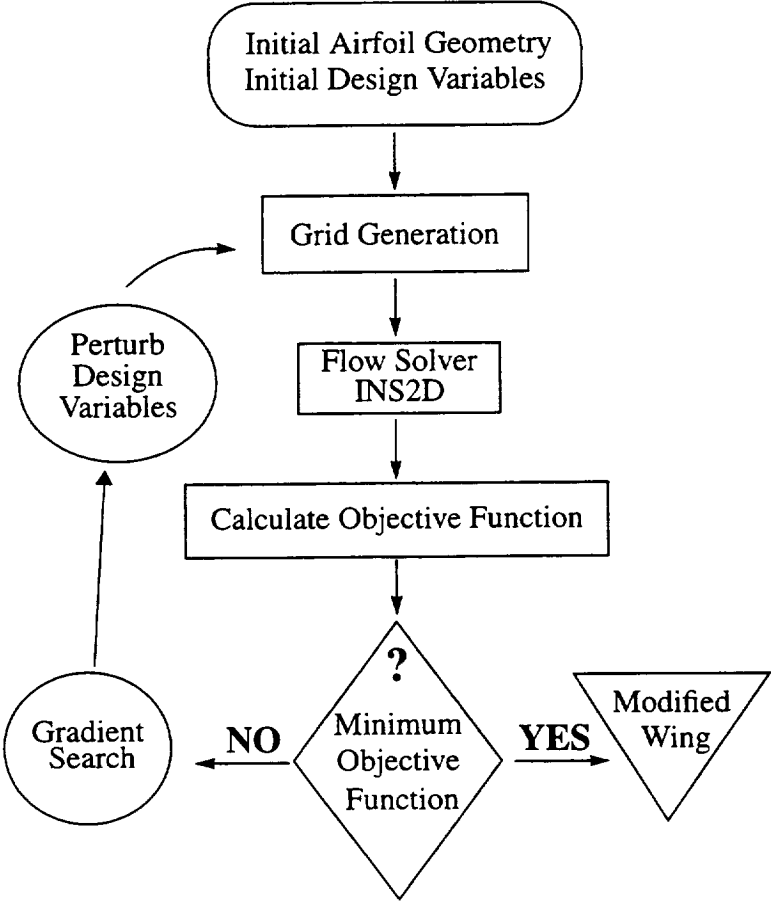 Initial Airfoil Geometry
Initial Design Variables
Grid Generation
Perturb
Design
Variables
Flow Solver
INS2D
Calculate Objective Function
?
Minimum
Objective
Function
NO
YES
Gradient
Search
Modified
Wing